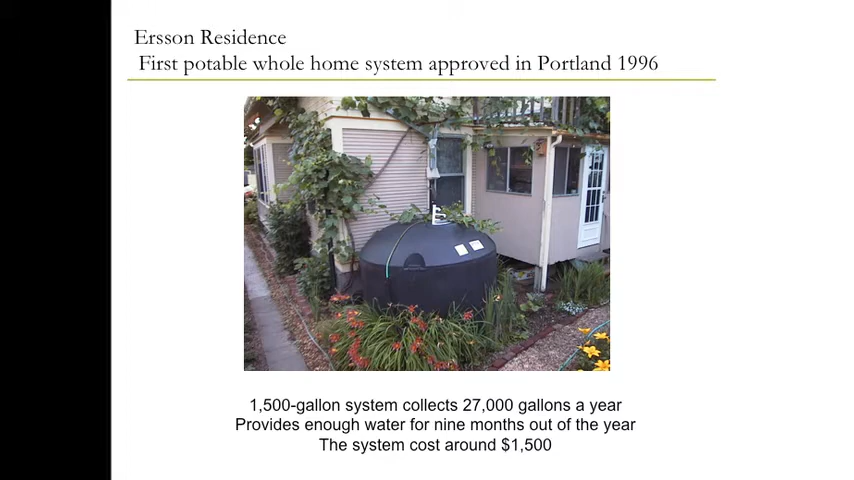 Ersson Residence
First potable whole home system approved in Portland 1996
1,500-gallon system collects 27,000 gallons a year
Provides enough water for nine months out of the year
The system cost around $1,500